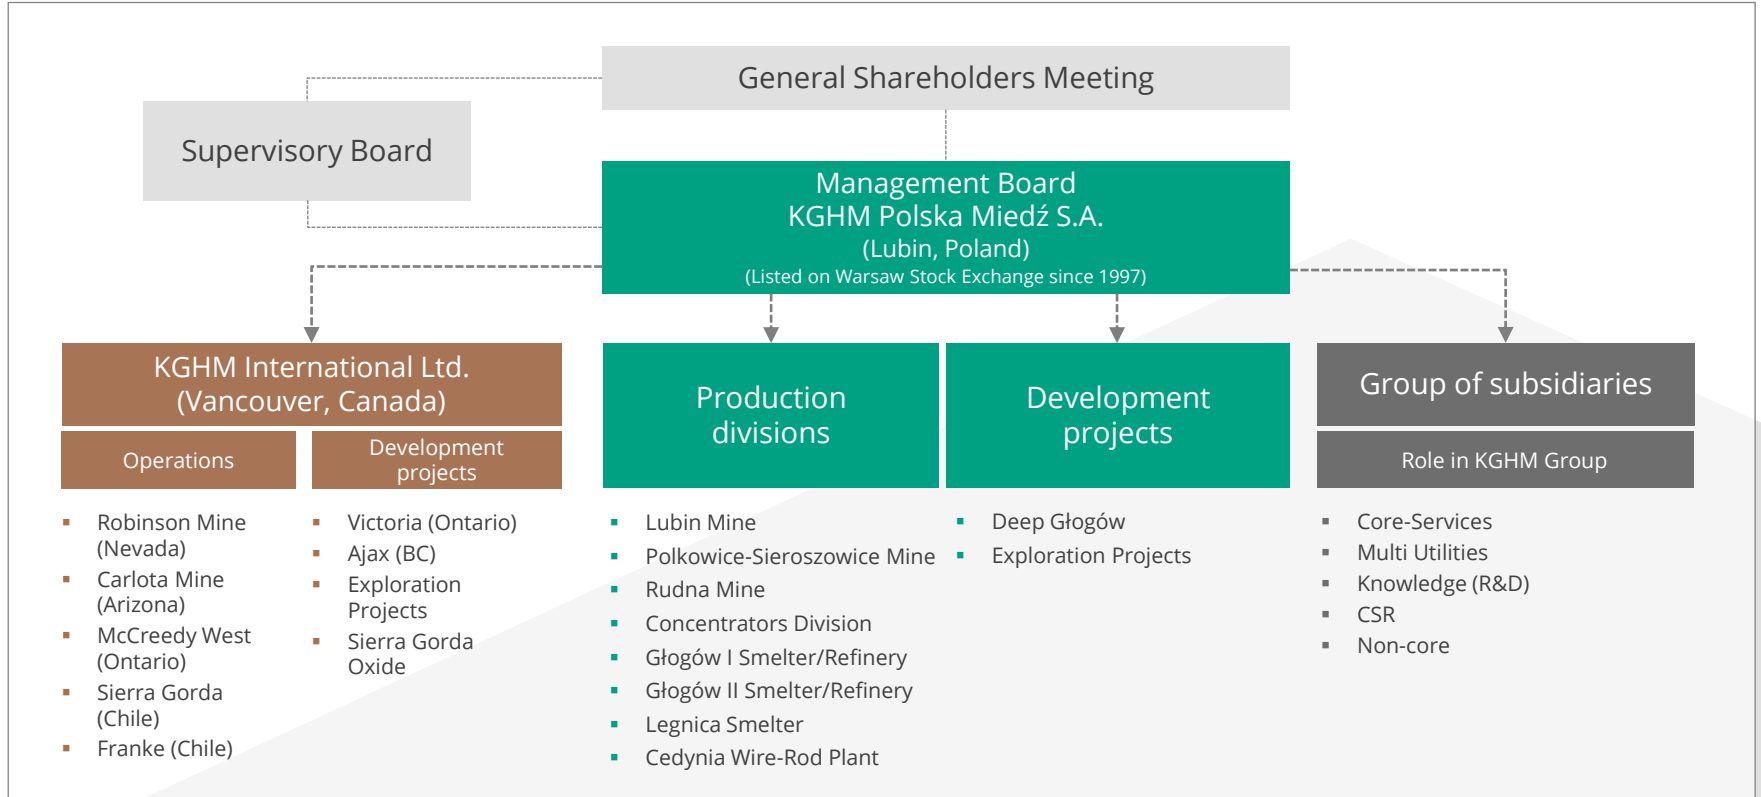 General Shareholders Meeting
Supervisory Board
Management Board
KGHM Polska Miedź S.A.
(Lubin, Poland)
(Listed on Warsaw Stock Exchange since 1997)
KGHM International Ltd.
(Vancouver, Canada)
Operations
Development
projects
Robinson Mine
(Nevada)
Carlota Mine
(Arizona)
McCreedy West
(Ontario)
Sierra Gorda
(Chile)
Franke (Chile)
Victoria (Ontario)
Ajax (BC)
Exploration
Projects
Sierra Gorda
Oxide
Production
divisions
Lubin Mine
Polkowice-Sieroszowice Mine
Rudna Mine
Concentrators Division
Głogów I Smelter/Refinery
Głogów II Smelter/Refinery
Legnica Smelter
Cedynia Wire-Rod Plant
Development
projects
Deep Głogów
Exploration Projects
Group of subsidiaries
Role in KGHM Group
Core-Services
Multi Utilities
Knowledge (R&D)
CSR
Non-core